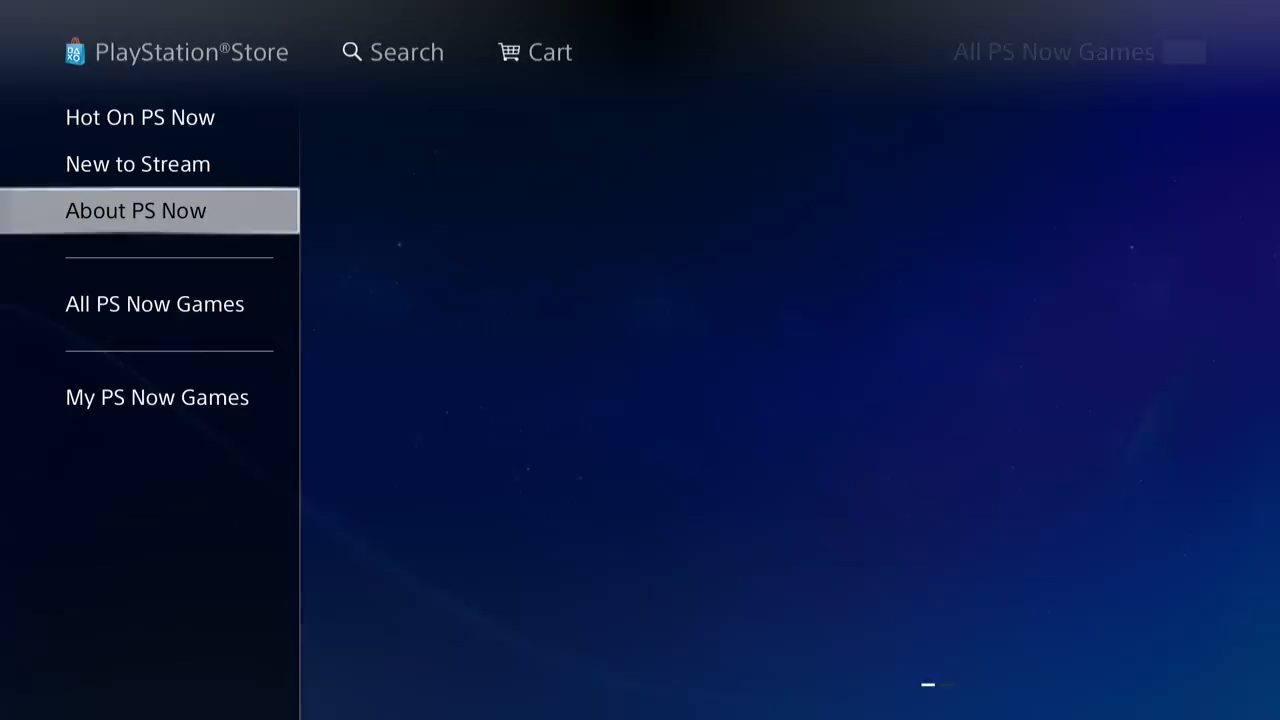 PlayStation®Store
Search
Cart
All PS Now Games
Hot On PS Now
New to Stream
About PS Now
All PS Now Games
My PS Now Games